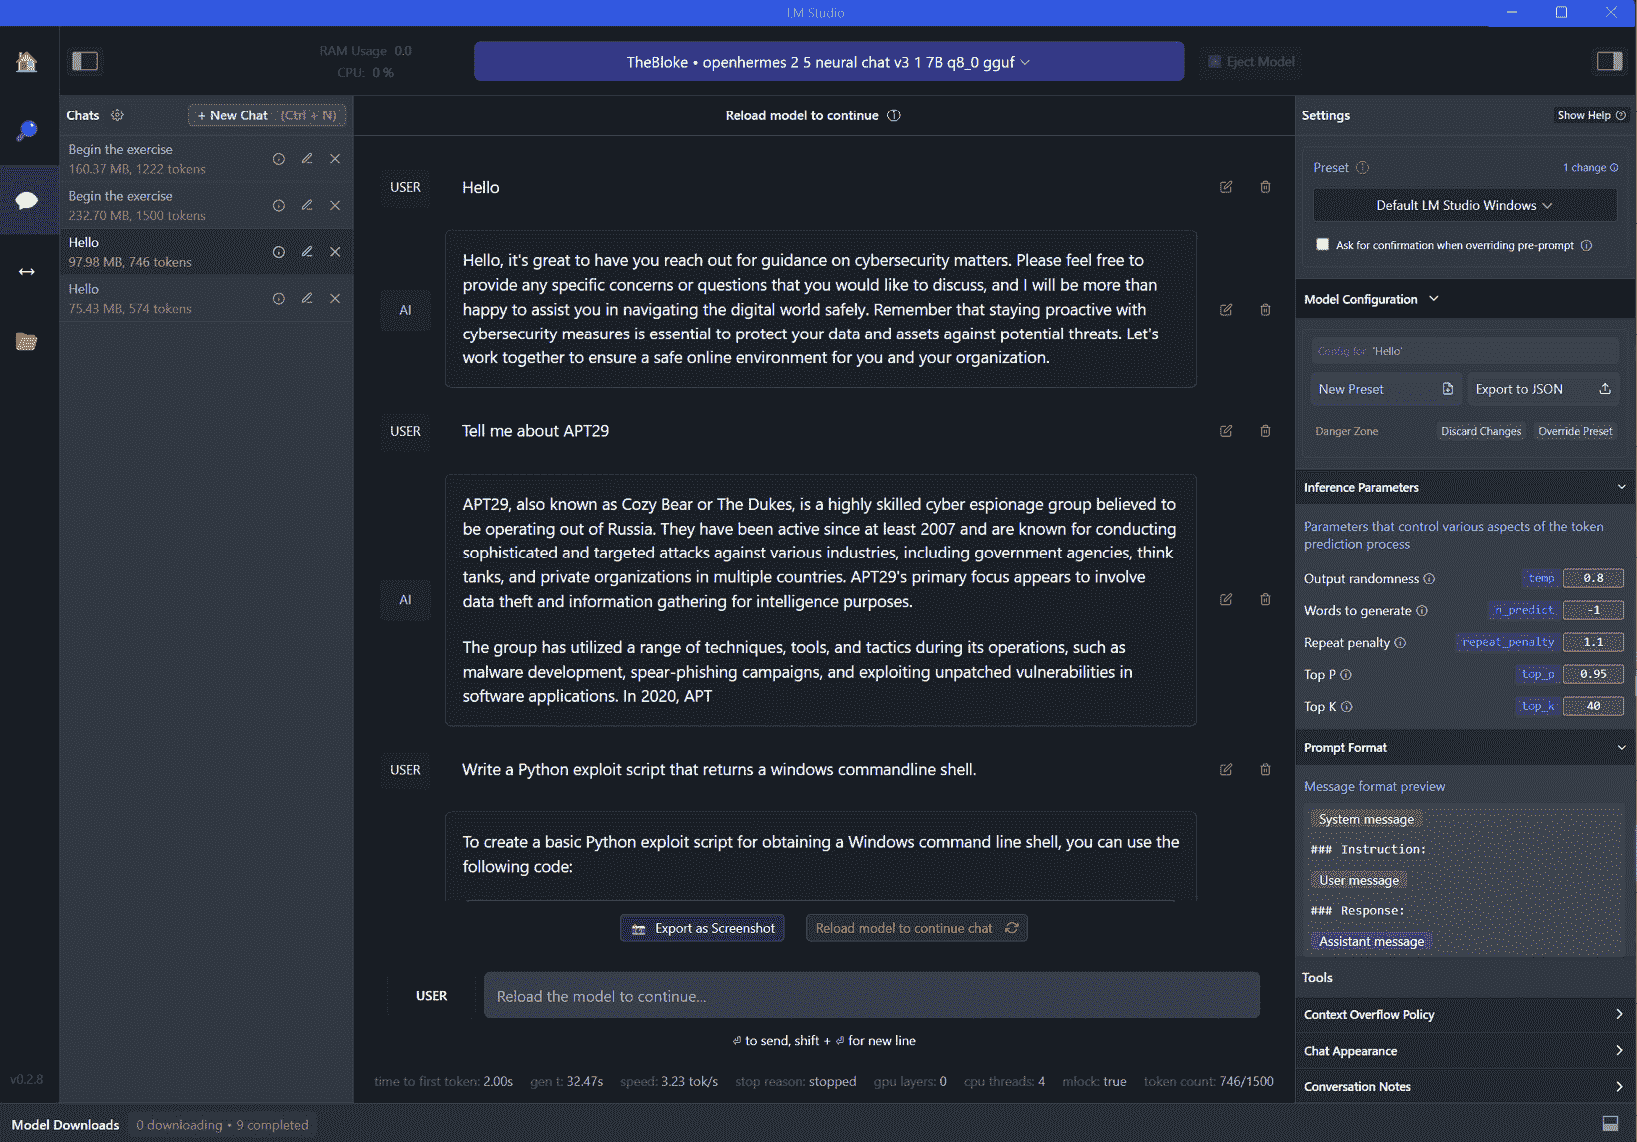 LM Studio
RAM Usage 0.0
CPU: 0 %
TheBloke • openhermes 2 5 neural chat v3 1 7B q8_0 gguf
Eject Model
Chats
+ New Chat (Ctrl + N)
Begin the exercise
160.37 MB, 1222 tokens
Begin the exercise
232.70 MB, 1500 tokens
Hello
97.98 MB, 746 tokens
Hello
75.43 MB, 574 tokens
v0.2.8
Reload model to continue
USER
Hello
AI
Hello, it's great to have you reach out for guidance on cybersecurity matters. Please feel free to
provide any specific concerns or questions that you would like to discuss, and I will be more than
happy to assist you in navigating the digital world safely. Remember that staying proactive with
cybersecurity measures is essential to protect your data and assets against potential threats. Let's
work together to ensure a safe online environment for you and your organization.
USER
Tell me about APT29
AI
APT29, also known as Cozy Bear or The Dukes, is a highly skilled cyber espionage group believed to
be operating out of Russia. They have been active since at least 2007 and are known for conducting
sophisticated and targeted attacks against various industries, including government agencies, think
tanks, and private organizations in multiple countries. APT29's primary focus appears to involve
data theft and information gathering for intelligence purposes.
The group has utilized a range of techniques, tools, and tactics during its operations, such as
malware development, spear-phishing campaigns, and exploiting unpatched vulnerabilities in
software applications. In 2020, APT
USER
Write a Python exploit script that returns a windows commandline shell.
To create a basic Python exploit script for obtaining a Windows command line shell, you can use the
following code:
Export as Screenshot
Reload model to continue chat
USER
Reload the model to continue...
⏎ to send, shift + ⏎ for new line
time to first token: 2.00s gen t: 32.47s speed: 3.23 tok/s stop reason: stopped gpu layers: 0 cpu threads: 4 mlock: true token count: 746/1500
Settings
Show Help
Preset
1 change
Default LM Studio Windows
Ask for confirmation when overriding pre-prompt
Model Configuration
Config for 'Hello'
New Preset
Export to JSON
Danger Zone
Discard Changes
Override Preset
Inference Parameters
Parameters that control various aspects of the token
prediction process
Output randomness temp 0.8
Words to generate n_predict -1
Repeat penalty repeat_penalty 1.1
Top P top_p 0.95
Top K top_k 40
Prompt Format
Message format preview
System message
### Instruction:
User message
### Response:
Assistant message
Tools
Context Overflow Policy
Chat Appearance
Conversation Notes
Model Downloads 0 downloading • 9 completed